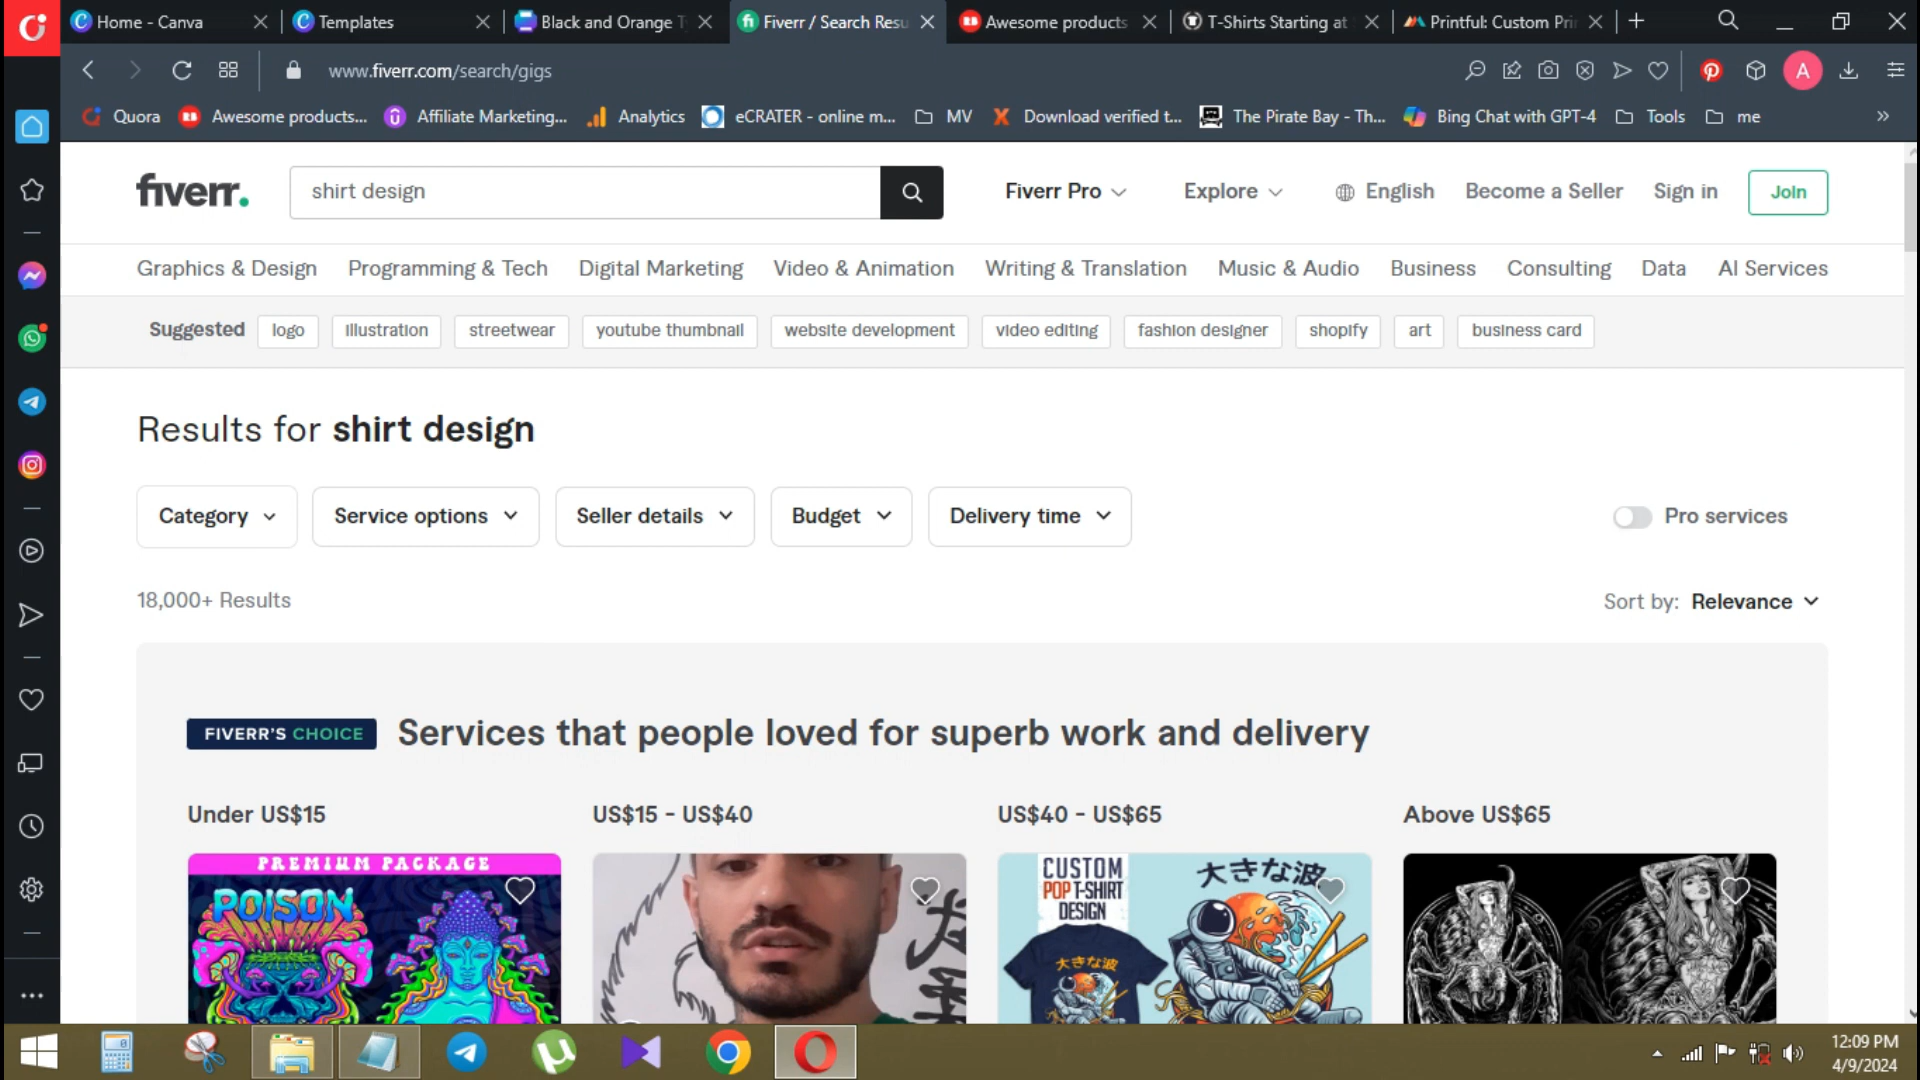 Home - Canva
Templates
Black and Orange T
Fiverr / Search Resu
Awesome products
T-Shirts Starting at
Printful: Custom Prin
www.fiverr.com/search/gigs
A
Quora
Awesome products...
Affiliate Marketing...
Analytics
eCRATER - online m...
MV
Download verified t...
The Pirate Bay - Th...
Bing Chat with GPT-4
Tools
me
fiverr.
shirt design
Fiverr Pro
Explore
English
Become a Seller
Sign in
Join
Graphics & Design
Programming & Tech
Digital Marketing
Video & Animation
Writing & Translation
Music & Audio
Business
Consulting
Data
AI Services
Suggested
logo
illustration
streetwear
youtube thumbnail
website development
video editing
fashion designer
shopify
art
business card
Results for shirt design
Category
Service options
Seller details
Budget
Delivery time
Pro services
18,000+ Results
Sort by: Relevance
FIVERR'S CHOICE
Services that people loved for superb work and delivery
Under US$15
US$15 - US$40
US$40 - US$65
Above US$65
PREMIUM PACKAGE
POISON
CUSTOM
POP T-SHIRT
DESIGN
大きな波
大きな波
12:09 PM
4/9/2024